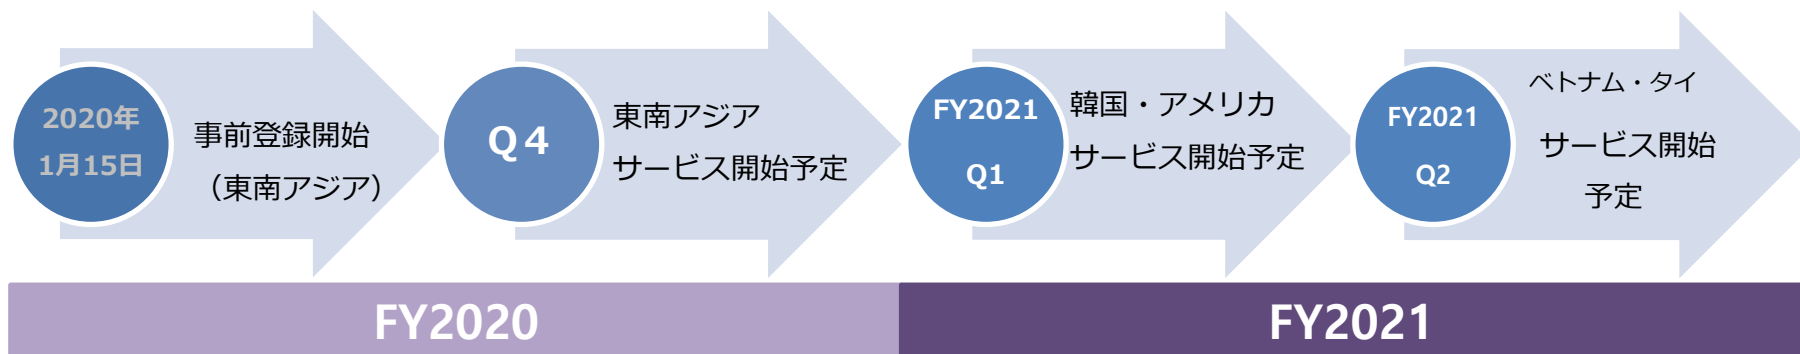 2020年
1月15日
事前登録開始
（東南アジア）
Q４
東南アジア
サービス開始予定
FY2021
Q1
韓国・アメリカ
サービス開始予定
FY2021
Q2
ベトナム・タイ
サービス開始
予定
FY2020
FY2021